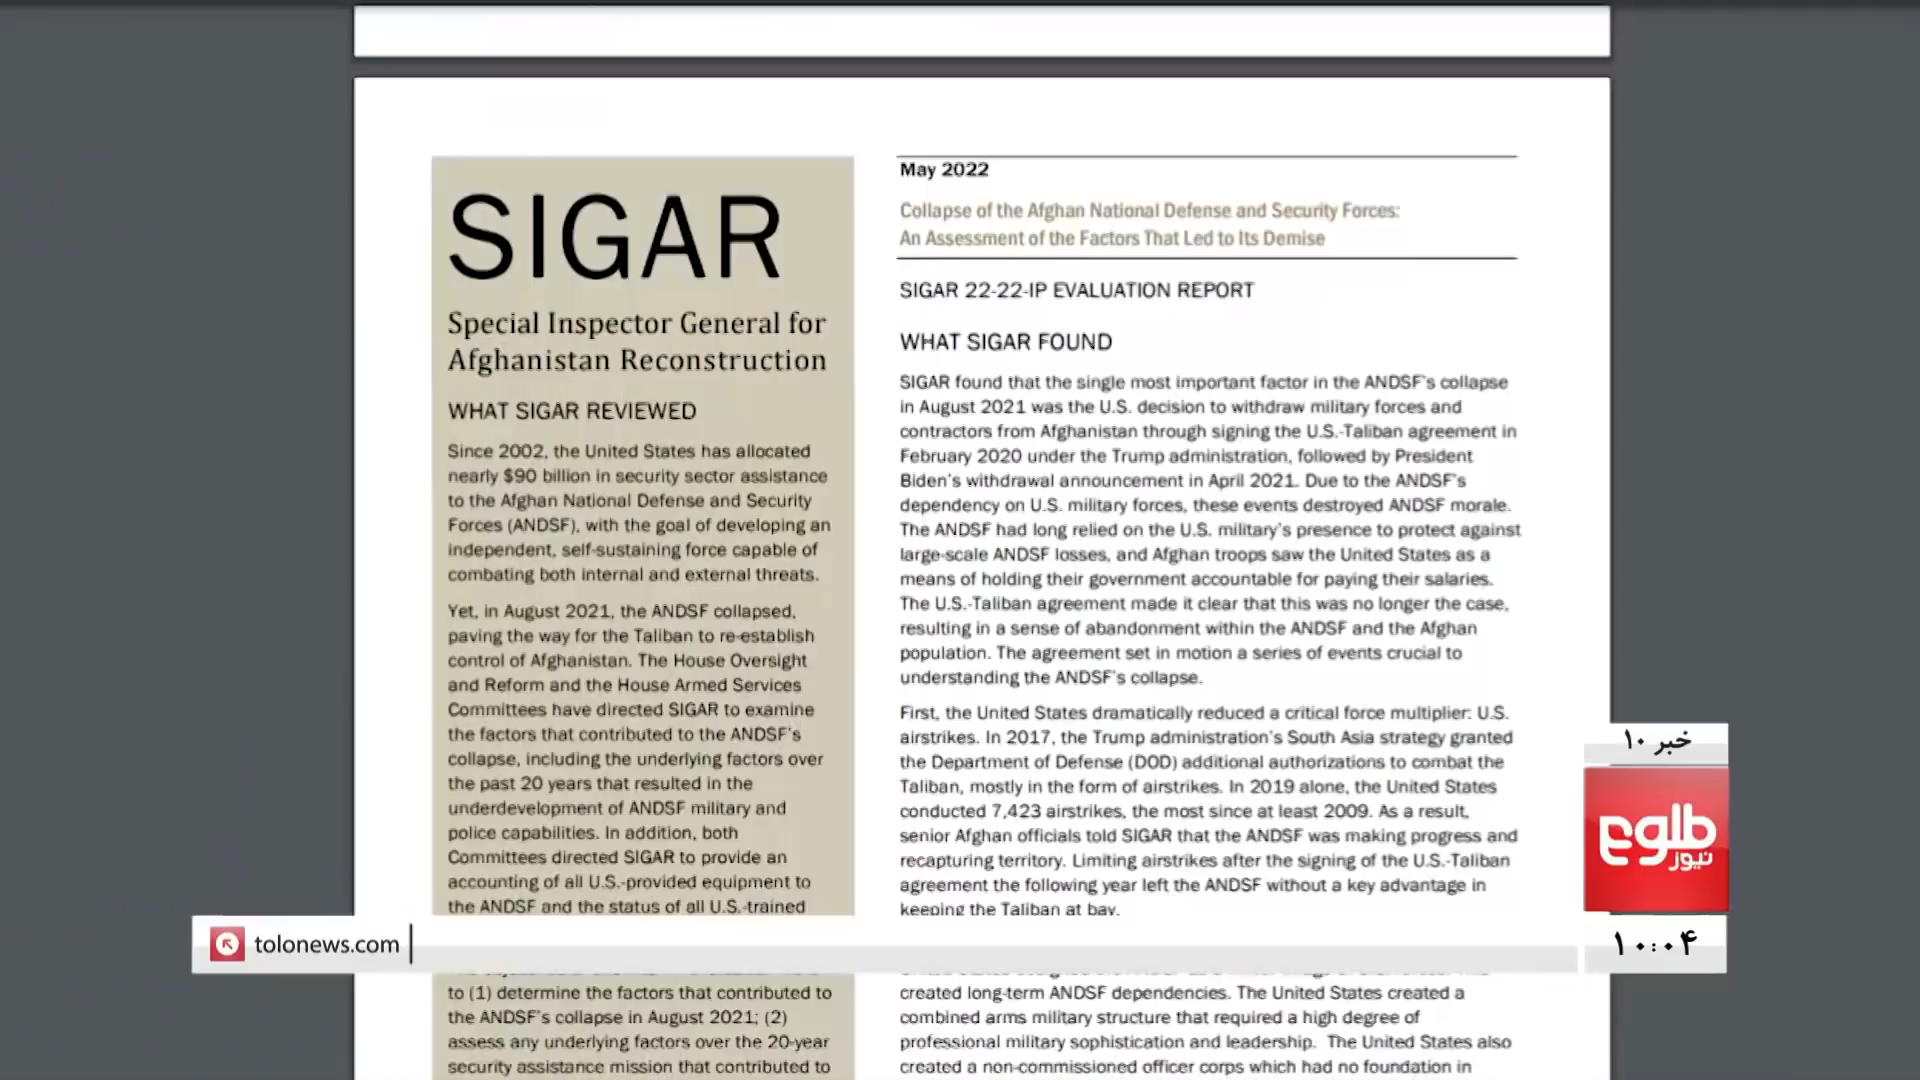 SIGAR
Special Inspector General for
Afghanistan Reconstruction
WHAT SIGAR REVIEWED
Since 2002, the United States has allocated
nearly $90 billion in security sector assistance
to the Afghan National Defense and Security
Forces (ANDSF), with the goal of developing an
independent, self-sustaining force capable of
combating both internal and external threats.
Yet, in August 2021, the ANDSF collapsed,
paving the way for the Taliban to re-establish
control of Afghanistan. The House Oversight
and Reform and the House Armed Services
Committees have directed SIGAR to examine
the factors that contributed to the ANDSF's
collapse, including the underlying factors over
the past 20 years that resulted in the
underdevelopment of ANDSF military and
police capabilities. In addition, both
Committees directed SIGAR to provide an
accounting of all U.S.-provided equipment to
the ANDSF and the status of all U.S.-trained
to (1) determine the factors that contributed to
the ANDSF's collapse in August 2021; (2)
assess any underlying factors over the 20-year
security assistance mission that contributed to
May 2022
Collapse of the Afghan National Defense and Security Forces:
An Assessment of the Factors That Led to Its Demise
SIGAR 22-22-IP EVALUATION REPORT
WHAT SIGAR FOUND
SIGAR found that the single most important factor in the ANDSF's collapse
in August 2021 was the U.S. decision to withdraw military forces and
contractors from Afghanistan through signing the U.S.-Taliban agreement in
February 2020 under the Trump administration, followed by President
Biden's withdrawal announcement in April 2021. Due to the ANDSF's
dependency on U.S. military forces, these events destroyed ANDSF morale.
The ANDSF had long relied on the U.S. military's presence to protect against
large-scale ANDSF losses, and Afghan troops saw the United States as a
means of holding their government accountable for paying their salaries.
The U.S.-Taliban agreement made it clear that this was no longer the case,
resulting in a sense of abandonment within the ANDSF and the Afghan
population. The agreement set in motion a series of events crucial to
understanding the ANDSF's collapse.
First, the United States dramatically reduced a critical force multiplier: U.S.
airstrikes. In 2017, the Trump administration's South Asia strategy granted
the Department of Defense (DOD) additional authorizations to combat the
Taliban, mostly in the form of airstrikes. In 2019 alone, the United States
conducted 7,423 airstrikes, the most since at least 2009. As a result,
senior Afghan officials told SIGAR that the ANDSF was making progress and
recapturing territory. Limiting airstrikes after the signing of the U.S.-Taliban
agreement the following year left the ANDSF without a key advantage in
keeping the Taliban at bay.
created long-term ANDSF dependencies. The United States created a
combined arms military structure that required a high degree of
professional military sophistication and leadership. The United States also
created a non-commissioned officer corps which had no foundation in
خبر ۱۰
طلوع
نیوز
۱۰:۰۴
tolonews.com